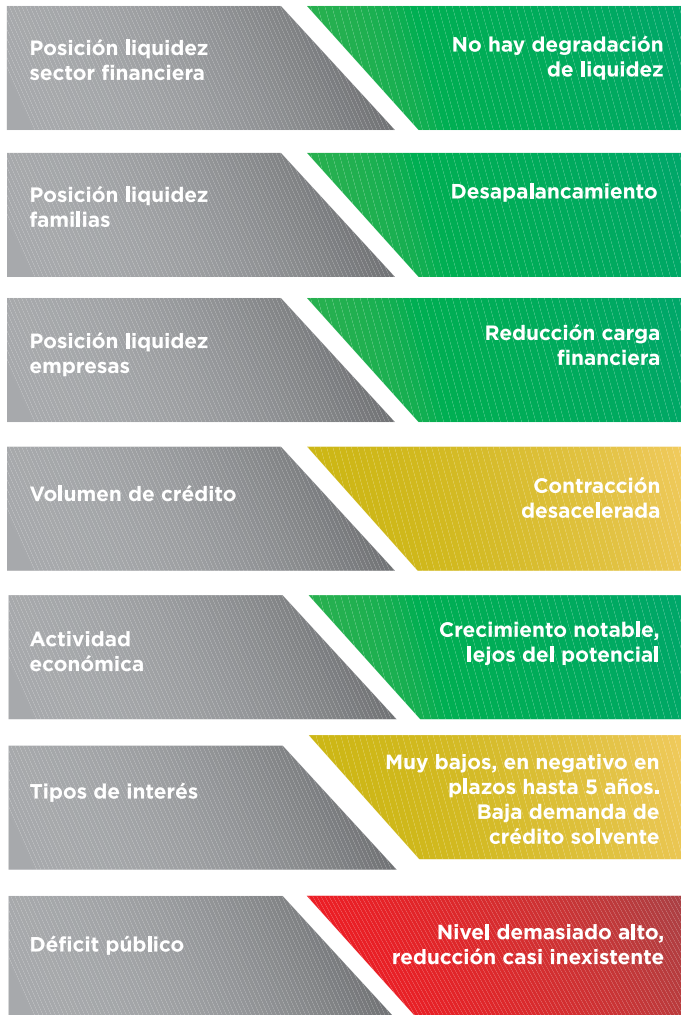 Posición liquidez
sector financiera
No hay degradación
de liquidez
Posición liquidez
familias
Desapalancamiento
Posición liquidez
empresas
Reducción carga
financiera
Volumen de crédito
Contracción
desacelerada
Actividad
económica
Crecimiento notable,
lejos del potencial
Tipos de interés
Muy bajos, en negativo en
plazos hasta 5 años.
Baja demanda de
crédito solvente
Déficit público
Nivel demasiado alto,
reducción casi inexistente